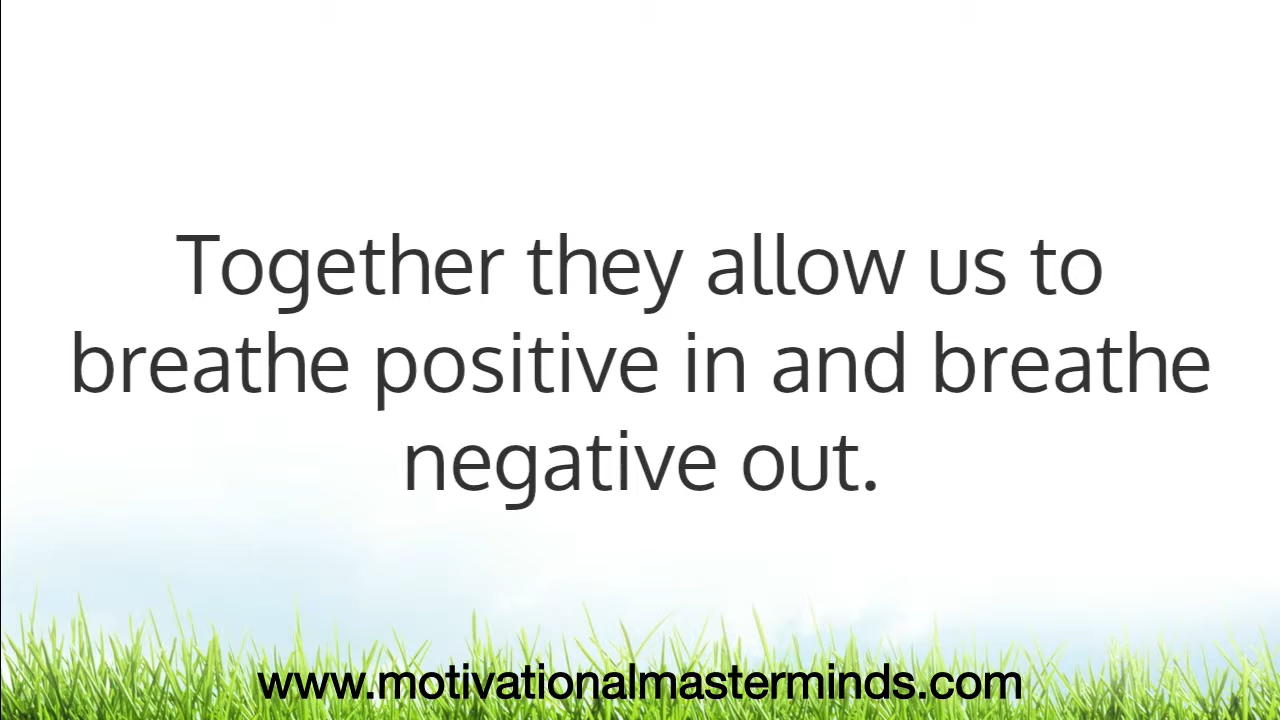 Together they allow us to
breathe positive in and breathe
negative out.
www.motivationalmasterminds.com